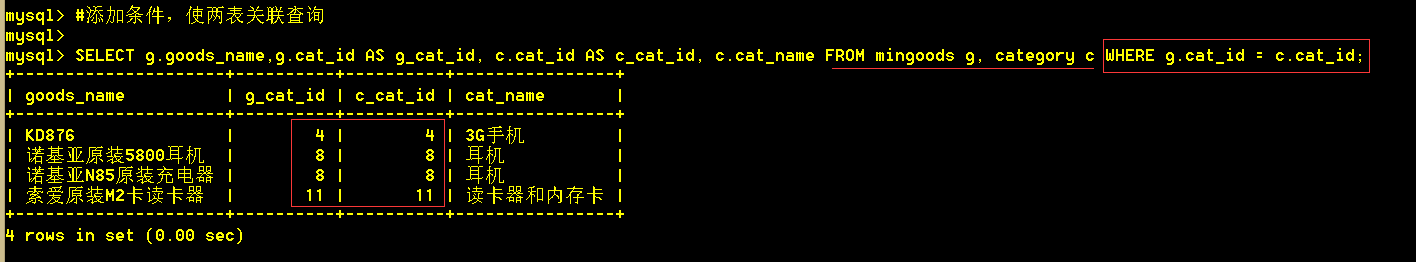 mysql> #添加条件，使两表关联查询
mysql>
mysql> SELECT g.goods_name,g.cat_id AS g_cat_id, c.cat_id AS c_cat_id, c.cat_name FROM mingoods g, category c WHERE g.cat_id = c.cat_id;
+----------------------+----------+----------+----------------+
| goods_name           | g_cat_id | c_cat_id | cat_name       |
+----------------------+----------+----------+----------------+
| KD876                |        4 |        4 | 3G手机         |
| 诺基亚原装5800耳机   |        8 |        8 | 耳机           |
| 诺基亚N85原装充电器  |        8 |        8 | 耳机           |
| 索爱原装M2卡读卡器   |       11 |       11 | 读卡器和内存卡 |
+----------------------+----------+----------+----------------+
4 rows in set (0.00 sec)